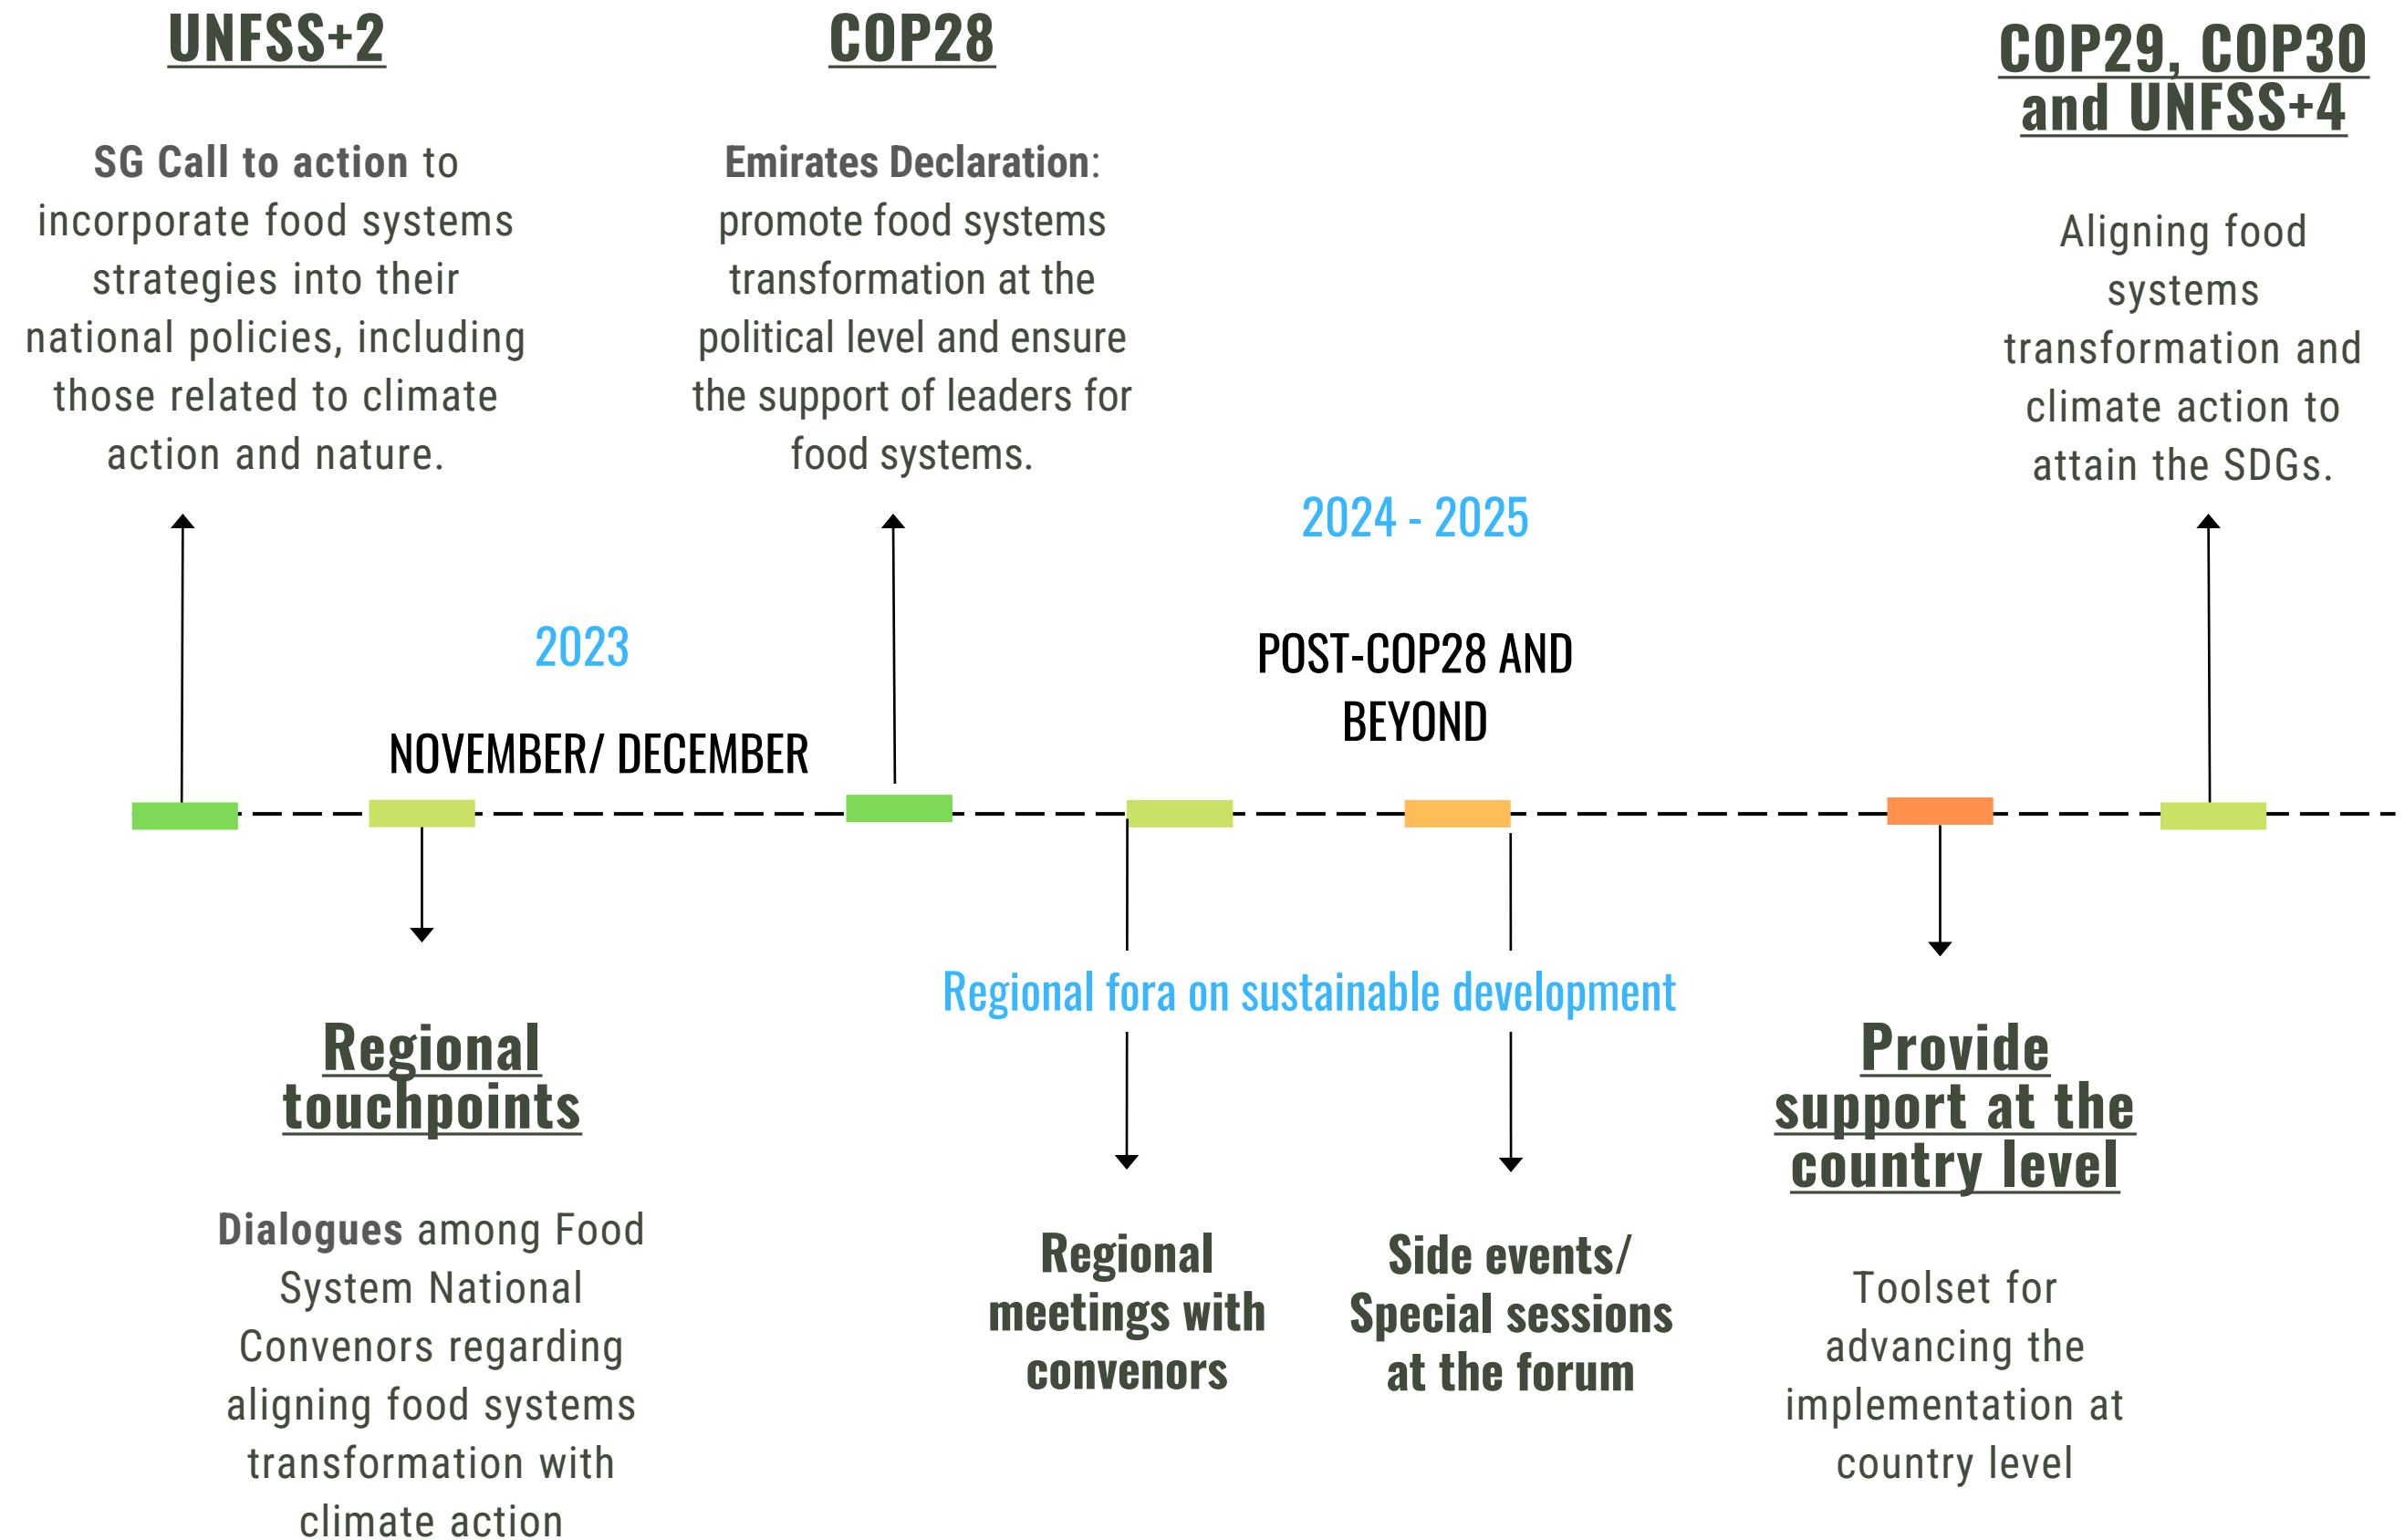 UNFSS+2
SG Call to action to
incorporate food systems
strategies into their
national policies, including
those related to climate
action and nature.
COP28
Emirates Declaration:
promote food systems
transformation at the
political level and ensure
the support of leaders for
food systems.
COP29, COP30
and UNFSS+4
Aligning food
systems
transformation and
climate action to
attain the SDGs.
2023
NOVEMBER/ DECEMBER
2024 - 2025
POST-COP28 AND
BEYOND
Regional
touchpoints
Dialogues among Food
System National
Convenors regarding
aligning food systems
transformation with
climate action
Regional fora on sustainable development
Regional
meetings with
convenors
Side events/
Special sessions
at the forum
Provide
support at the
country level
Toolset for
advancing the
implementation at
country level